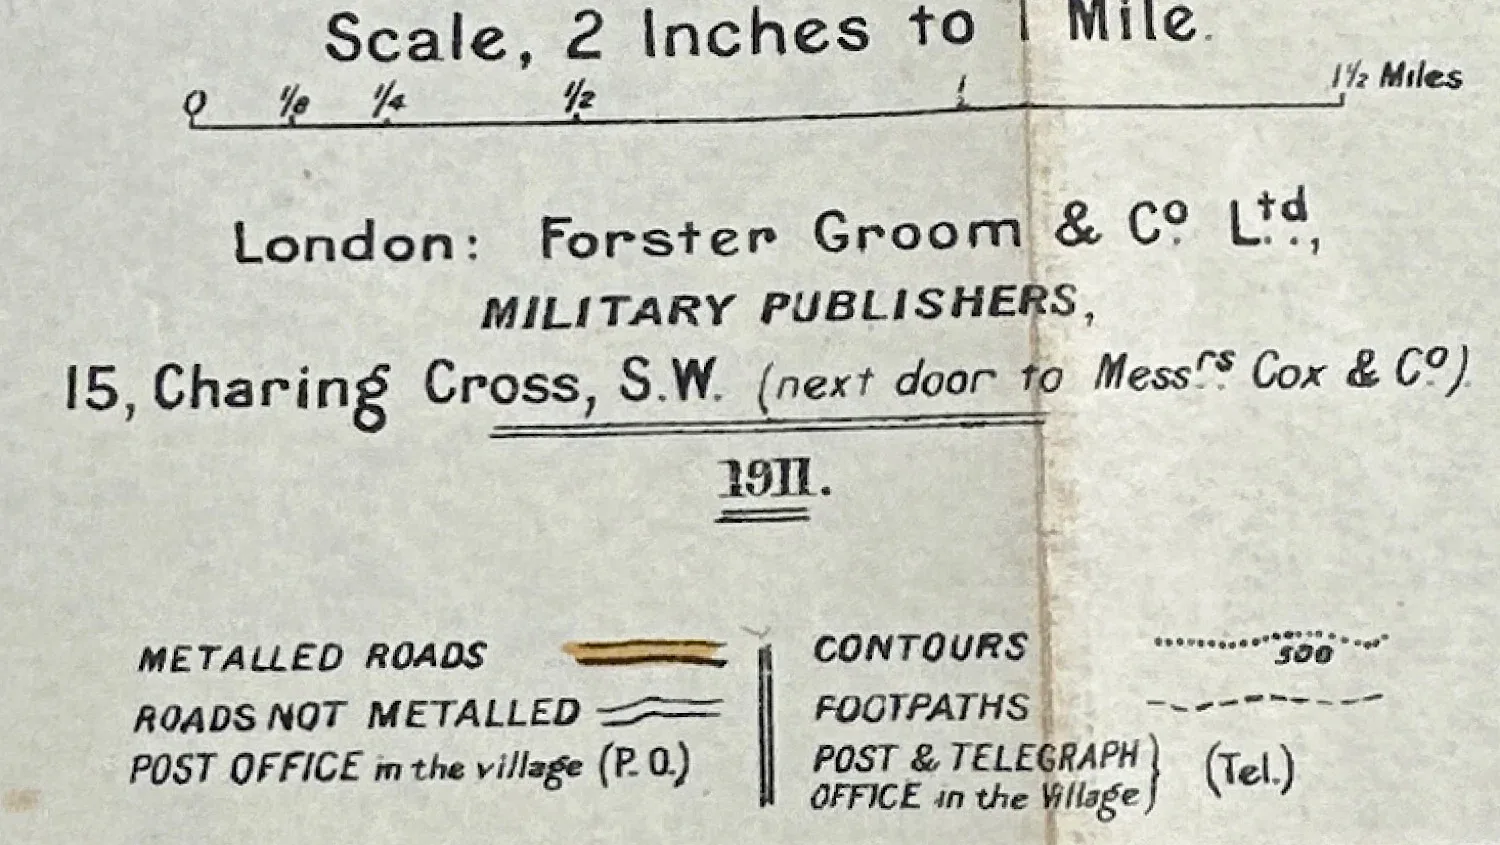 Scale, 2 Inches to 1 Mile.
0 1/8 1/4 1/2 1 1½ Miles
London: Forster Groom & Co. Ltd.,
MILITARY PUBLISHERS,
15, Charing Cross, S.W. (next door to Messrs. Cox & Co.)
1911.
METALLED ROADS
ROADS NOT METALLED
POST OFFICE in the village (P.O.)
CONTOURS 500
FOOTPATHS
POST & TELEGRAPH
OFFICE in the Village (Tel.)